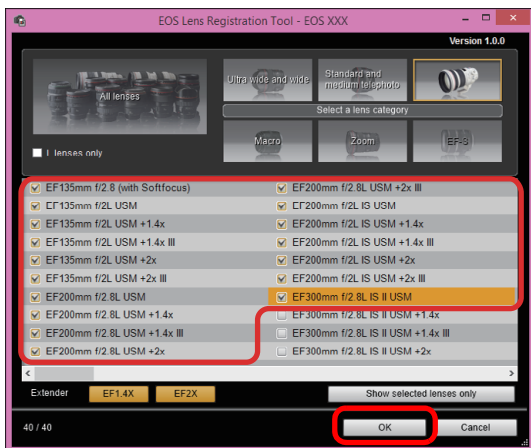 EOS Lens Registration Tool - EOS XXX
Version 1.0.0
All lenses
Ultra wide and wide
Standard and
medium telephoto
Select a lens category
Macro
Zoom
EF-S
L lenses only
EF135mm f/2.8 (with Softfocus)
EF135mm f/2L USM
EF135mm f/2L USM +1.4x
EF135mm f/2L USM +1.4x III
EF135mm f/2L USM +2x
EF135mm f/2L USM +2x III
EF200mm f/2.8L USM
EF200mm f/2.8L USM +1.4x
EF200mm f/2.8L USM +1.4x III
EF200mm f/2.8L USM +2x
EF200mm f/2.8L USM +2x III
EF200mm f/2L IS USM
EF200mm f/2L IS USM +1.4x
EF200mm f/2L IS USM +1.4x III
EF200mm f/2L IS USM +2x
EF200mm f/2L IS USM +2x III
EF300mm f/2.8L IS II USM
EF300mm f/2.8L IS II USM +1.4x
EF300mm f/2.8L IS II USM +1.4x III
EF300mm f/2.8L IS II USM +2x
Extender
EF1.4X
EF2X
Show selected lenses only
40 / 40
OK
Cancel